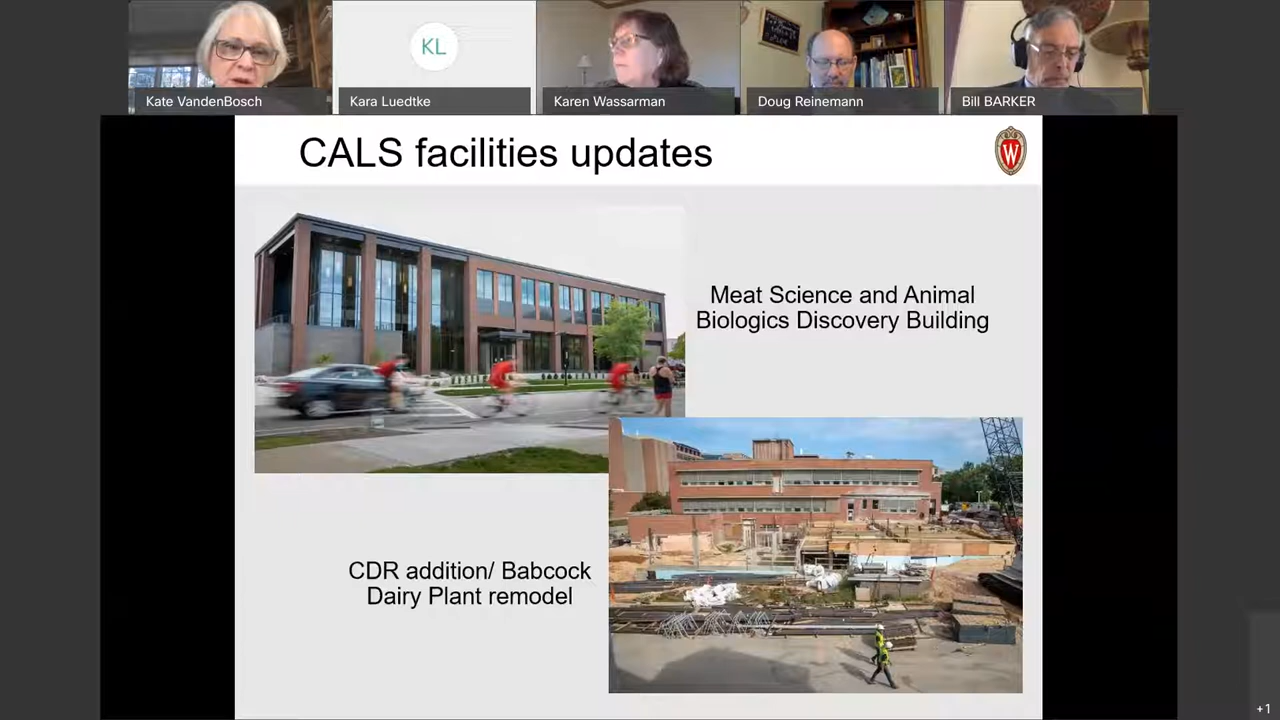 KL
Kate VandenBosch
Kara Luedtke
Karen Wassarman
Doug Reinemann
Bill BARKER
CALS facilities updates
W
Meat Science and Animal
Biologics Discovery Building
CDR addition/ Babcock
Dairy Plant remodel
+1